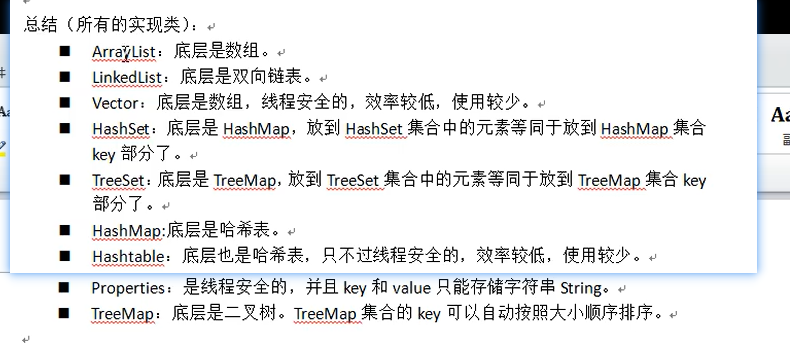 总结（所有的实现类）：
■ ArrayList：底层是数组。
■ LinkedList：底层是双向链表。
■ Vector：底层是数组，线程安全的，效率较低，使用较少。
■ HashSet：底层是 HashMap，放到 HashSet 集合中的元素等同于放到 HashMap 集合
key 部分了。
■ TreeSet：底层是 TreeMap，放到 TreeSet 集合中的元素等同于放到 TreeMap 集合 key
部分了。
■ HashMap:底层是哈希表。
■ Hashtable：底层也是哈希表，只不过线程安全的，效率较低，使用较少。
■ Properties：是线程安全的，并且 key 和 value 只能存储字符串 String。
■ TreeMap：底层是二叉树。TreeMap 集合的 key 可以自动按照大小顺序排序。